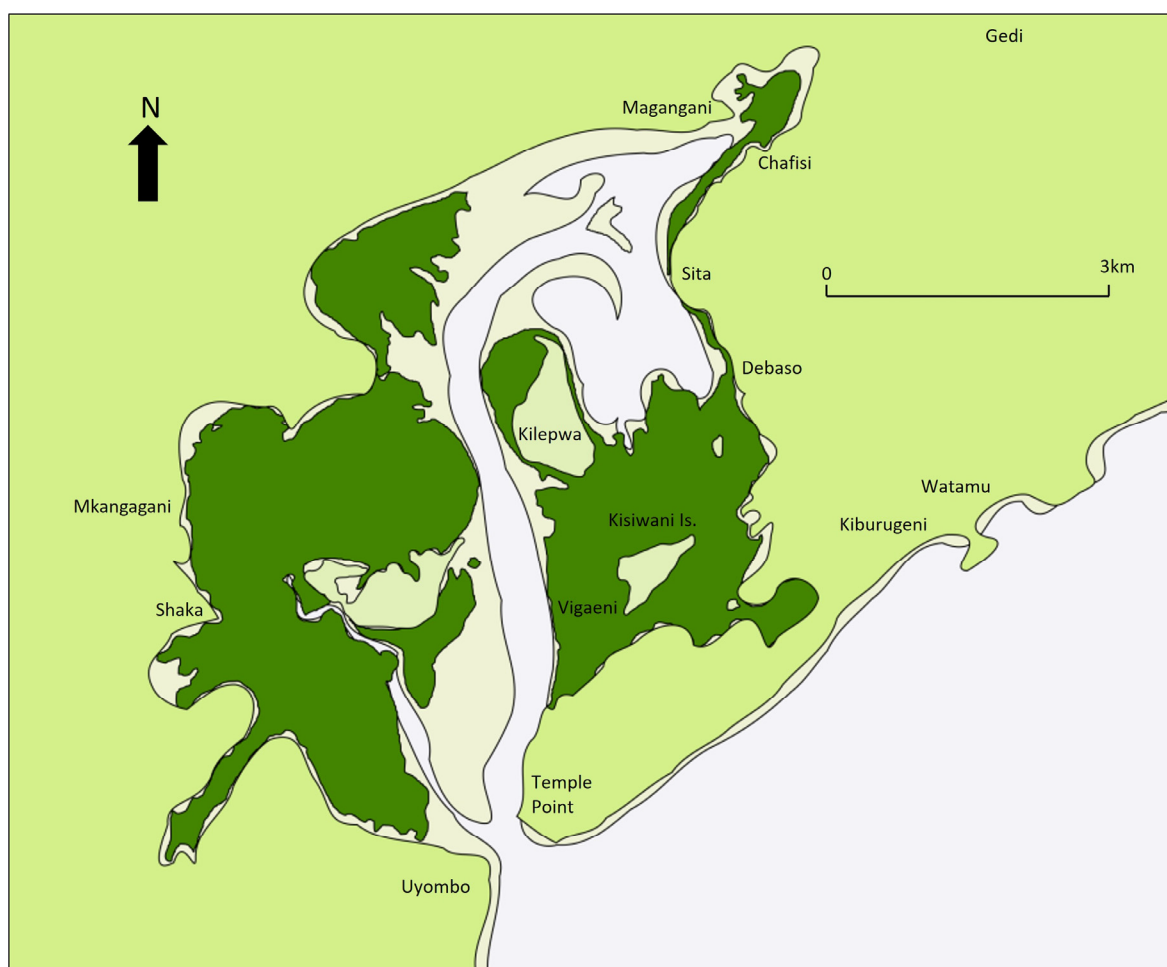 Gedi
N
Magangani
Chafisi
Sita
0
3km
Debaso
Kilepwa
Watamu
Mkangagani
Kisiwani Is.
Kiburugeni
Shaka
Vigaeni
Temple
Point
Uyombo